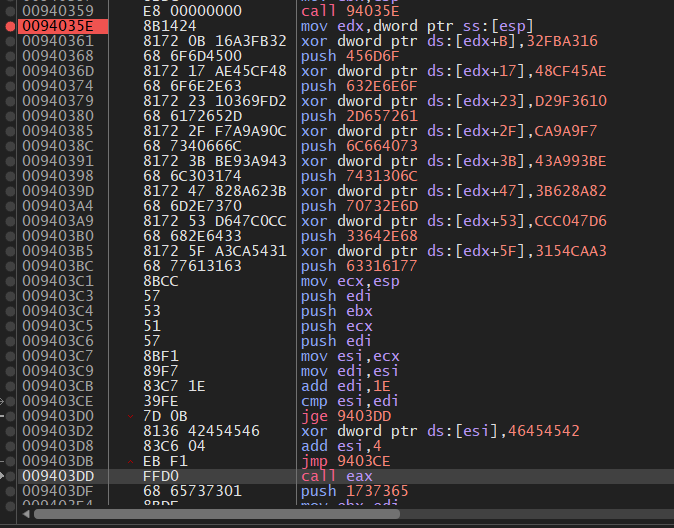 00940359 E8 00000000 call 94035E
0094035E 8B1424 mov edx,dword ptr ss:[esp]
00940361 8172 0B 16A3FB32 xor dword ptr ds:[edx+B],32FBA316
00940368 68 6F6D4500 push 456D6F
0094036D 8172 17 AE45CF48 xor dword ptr ds:[edx+17],48CF45AE
00940374 68 6F6E2E63 push 632E6E6F
00940379 8172 23 10369FD2 xor dword ptr ds:[edx+23],D29F3610
00940380 68 6172652D push 2D657261
00940385 8172 2F F7A9A90C xor dword ptr ds:[edx+2F],CA9A9F7
0094038C 68 7340666C push 6C664073
00940391 8172 3B BE93A943 xor dword ptr ds:[edx+3B],43A993BE
00940398 68 6C303174 push 7431306C
0094039D 8172 47 828A623B xor dword ptr ds:[edx+47],3B628A82
009403A4 68 6D2E7370 push 70732E6D
009403A9 8172 53 D647C0CC xor dword ptr ds:[edx+53],CCC047D6
009403B0 68 682E6433 push 33642E68
009403B5 8172 5F A3CA5431 xor dword ptr ds:[edx+5F],3154CAA3
009403BC 68 77613163 push 63316177
009403C1 8BCC mov ecx,esp
009403C3 57 push edi
009403C4 53 push ebx
009403C5 51 push ecx
009403C6 57 push edi
009403C7 8BF1 mov esi,ecx
009403C9 89F7 mov edi,esi
009403CB 83C7 1E add edi,1E
009403CE 39FE cmp esi,edi
009403D0 7D 0B jge 9403DD
009403D2 8136 42454546 xor dword ptr ds:[esi],46454542
009403D8 83C6 04 add esi,4
009403DB EB F1 jmp 9403CE
009403DD FFD0 call eax
009403DF 68 65737301 push 1737365